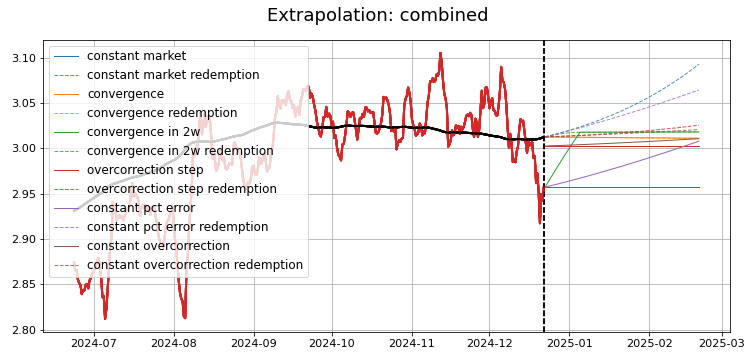 Extrapolation: combined
3.10
3.05
3.00
2.95
2.90
2.85
2.80
constant market
constant market redemption
convergence
convergence redemption
convergence in 2w
convergence in 2w redemption
overcorrection step
overcorrection step redemption
constant pct error
constant pct error redemption
constant overcorrection
constant overcorrection redemption
2024-07 2024-08 2024-09 2024-10 2024-11 2024-12 2025-01 2025-02 2025-03